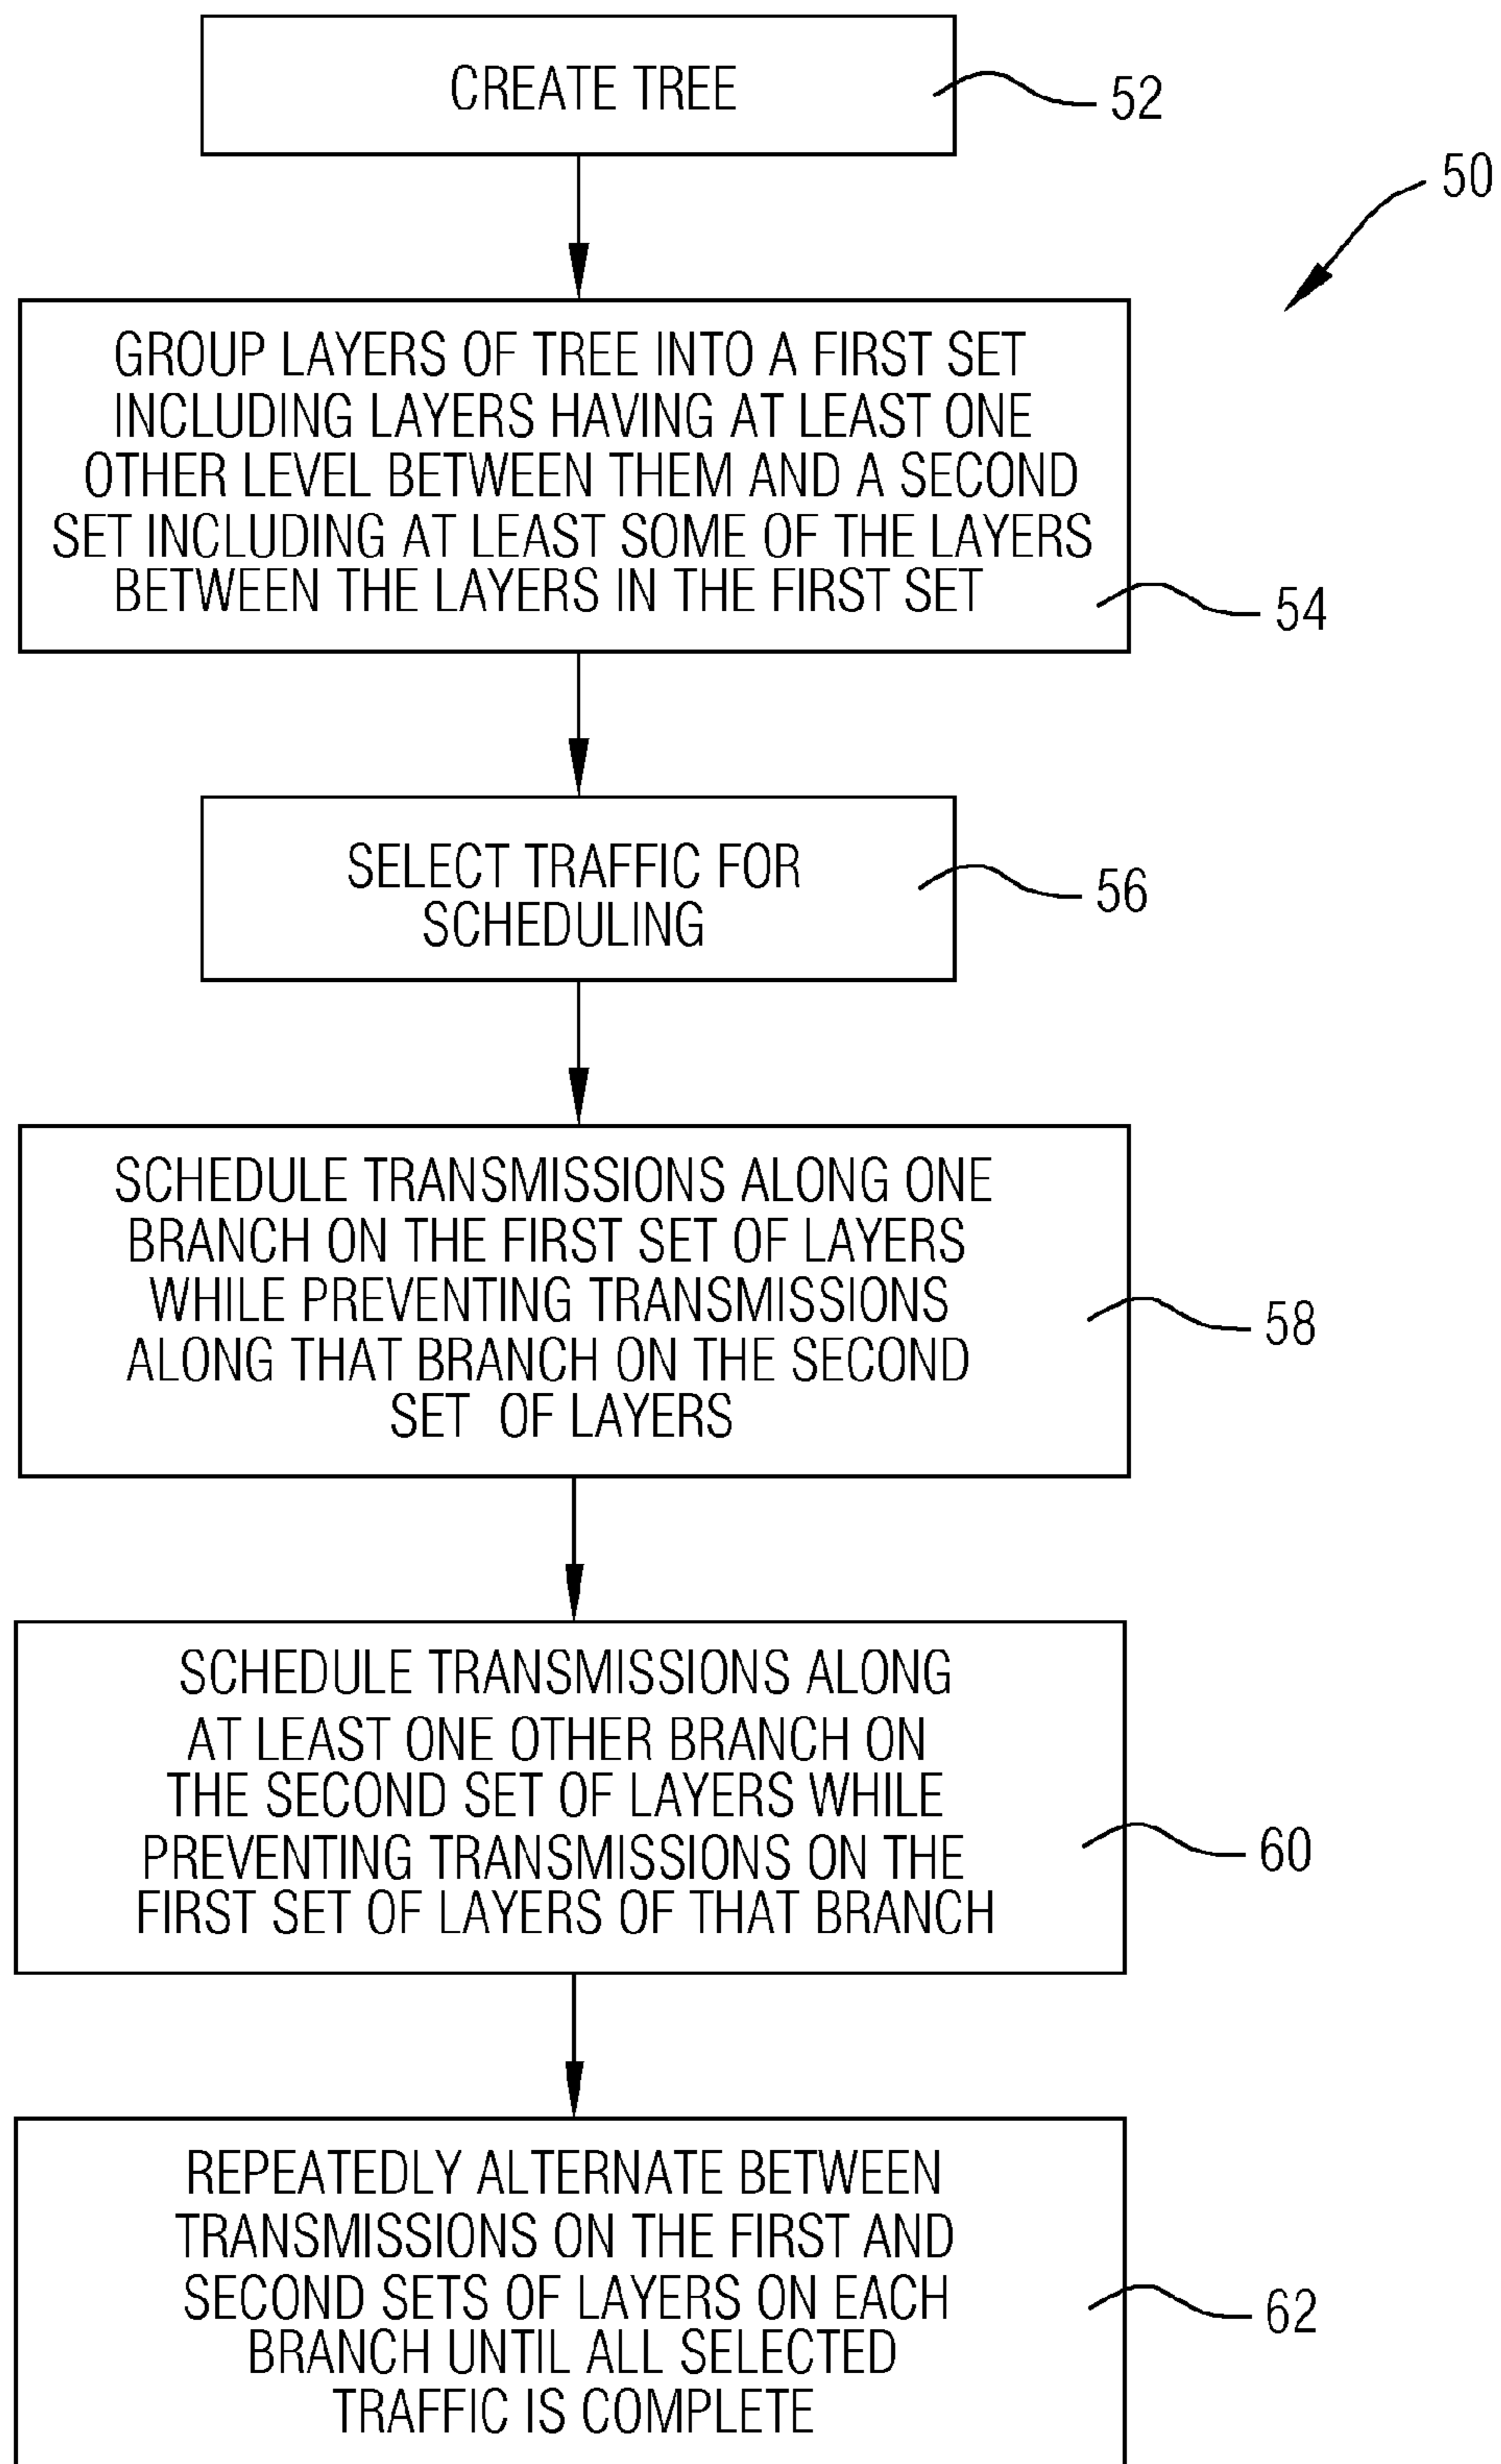 CREATE TREE
52
50
GROUP LAYERS OF TREE INTO A FIRST SET
INCLUDING LAYERS HAVING AT LEAST ONE
OTHER LEVEL BETWEEN THEM AND A SECOND
SET INCLUDING AT LEAST SOME OF THE LAYERS
BETWEEN THE LAYERS IN THE FIRST SET
54
SELECT TRAFFIC FOR
SCHEDULING
56
SCHEDULE TRANSMISSIONS ALONG ONE
BRANCH ON THE FIRST SET OF LAYERS
WHILE PREVENTING TRANSMISSIONS
ALONG THAT BRANCH ON THE SECOND
SET OF LAYERS
58
SCHEDULE TRANSMISSIONS ALONG
AT LEAST ONE OTHER BRANCH ON
THE SECOND SET OF LAYERS WHILE
PREVENTING TRANSMISSIONS ON THE
FIRST SET OF LAYERS OF THAT BRANCH
60
REPEATEDLY ALTERNATE BETWEEN
TRANSMISSIONS ON THE FIRST AND
SECOND SETS OF LAYERS ON EACH
BRANCH UNTIL ALL SELECTED
TRAFFIC IS COMPLETE
62